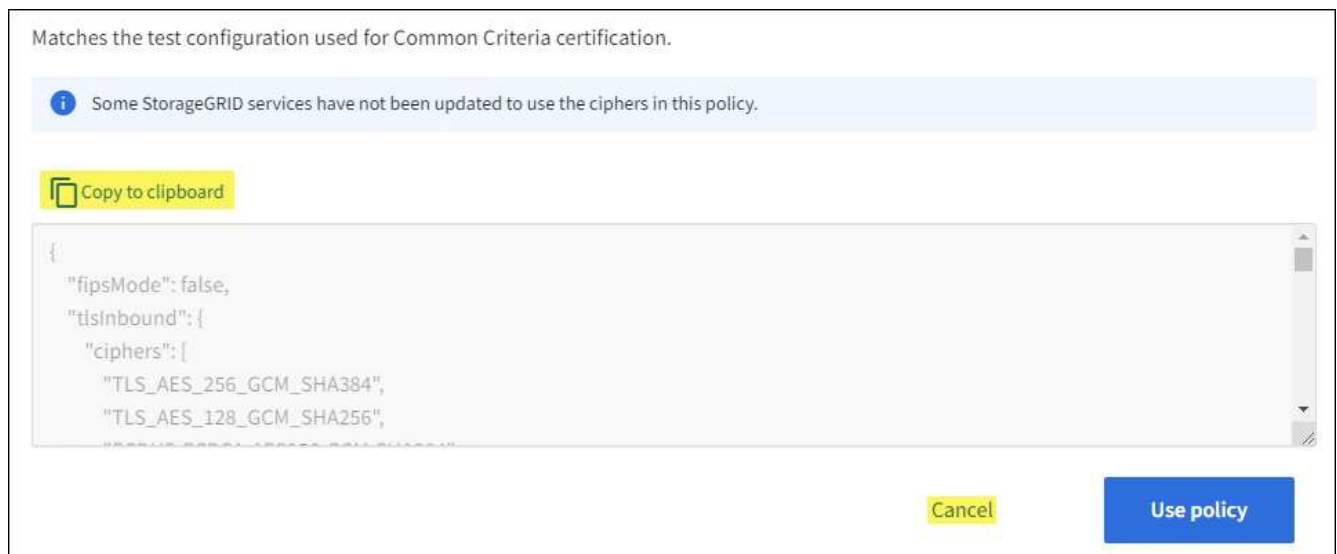 Matches the test configuration used for Common Criteria certification.
Some StorageGRID services have not been updated to use the ciphers in this policy.
Copy to clipboard
{
"fipsMode": false,
"tlsInbound": {
"ciphers": [
"TLS_AES_256_GCM_SHA384",
"TLS_AES_128_GCM_SHA256",
Cancel
Use policy